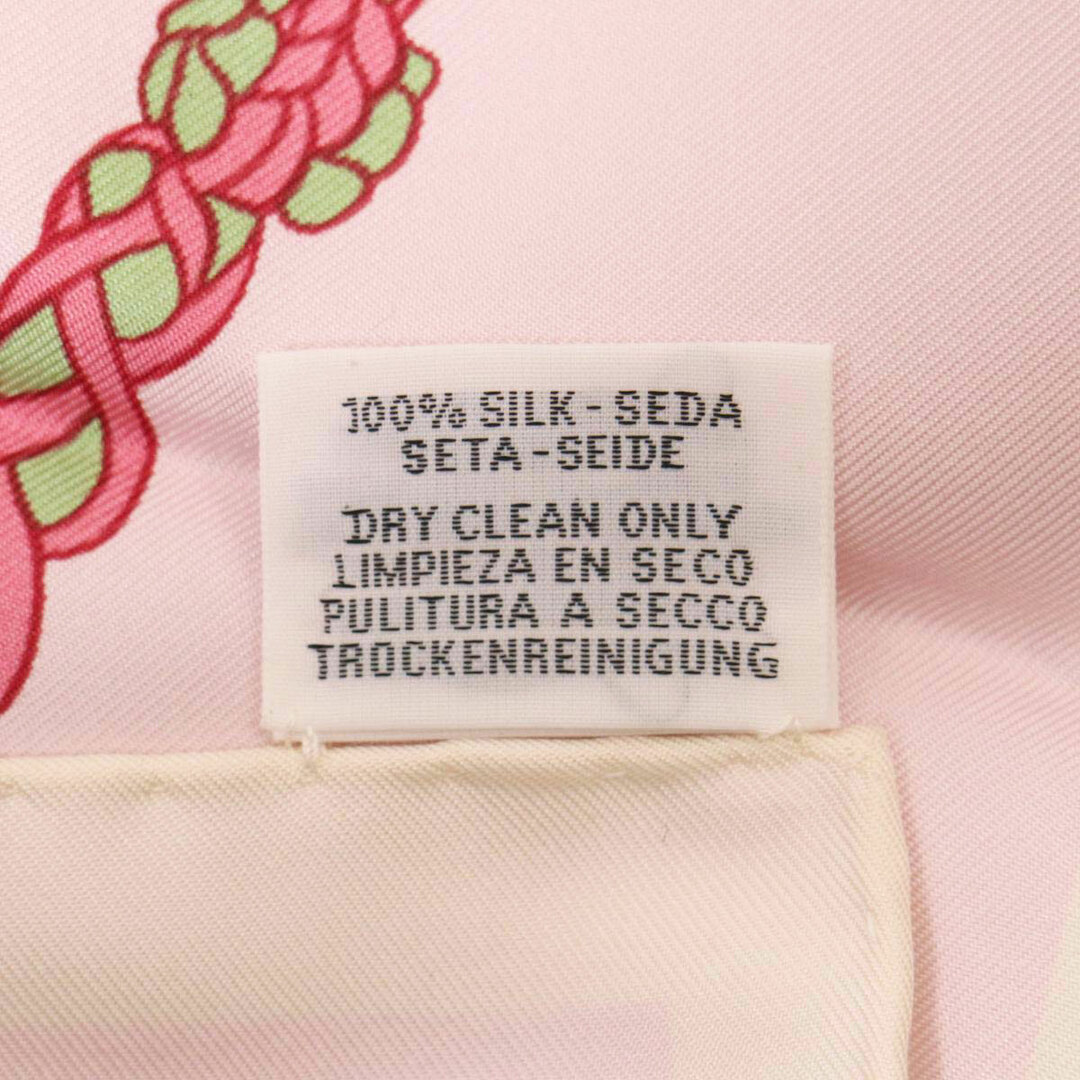 100% SILK - SEDA
SETA - SEIDE
DRY CLEAN ONLY
LIMPIEZA EN SECO
PULITURA A SECCO
TROCKENREINIGUNG